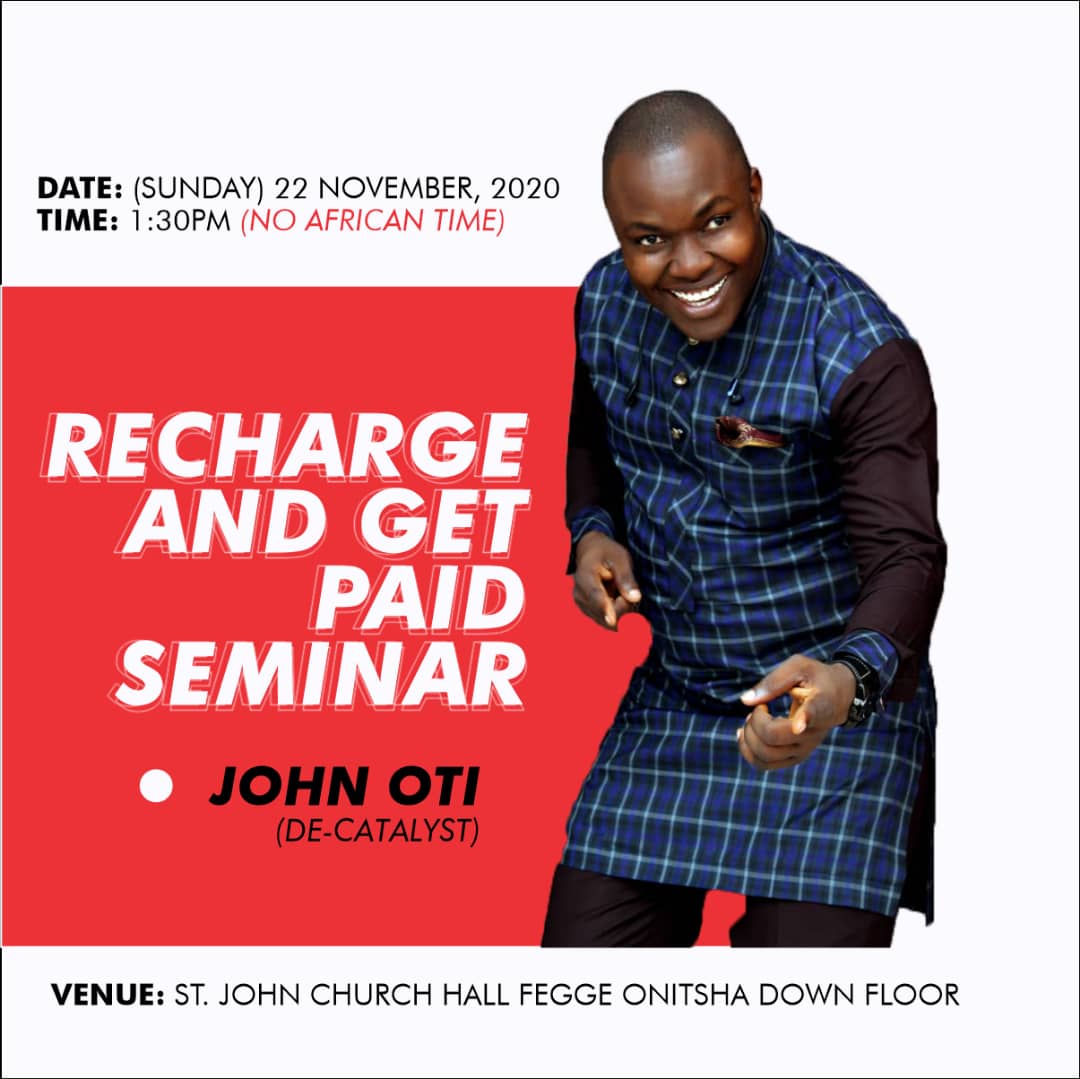 DATE: (SUNDAY) 22 NOVEMBER, 2020
TIME: 1:30PM (NO AFRICAN TIME)
RECHARGE
AND GET
PAID
SEMINAR
JOHN OTI
(DE-CATALYST)
VENUE: ST. JOHN CHURCH HALL FEGGE ONITSHA DOWN FLOOR